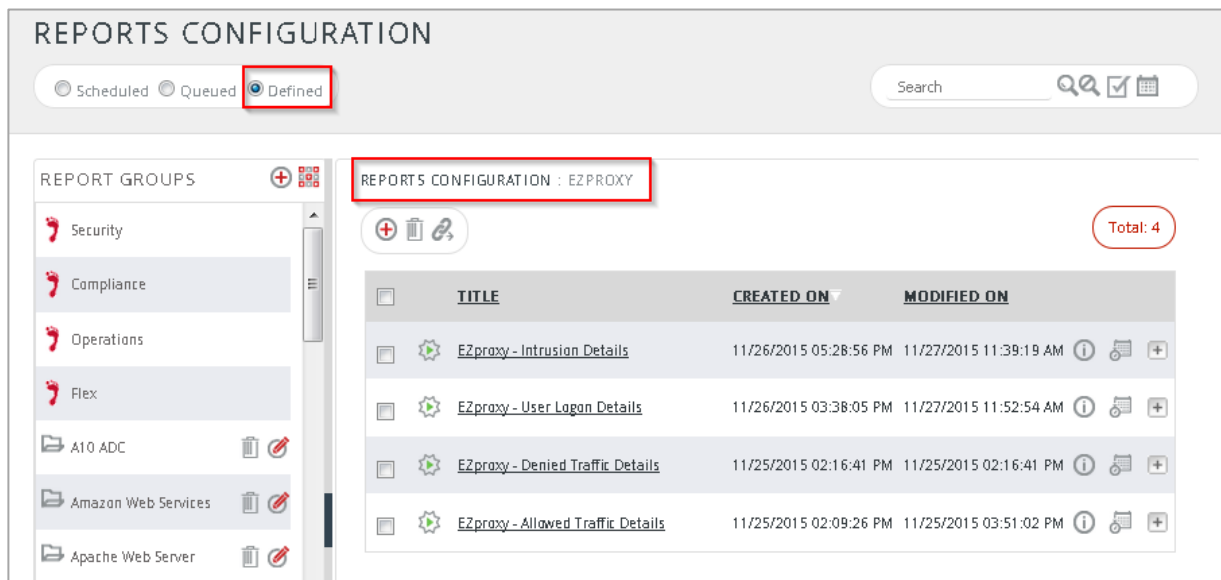 REPORTS CONFIGURATION
Scheduled Queued Defined
Search
REPORT GROUPS
Security
Compliance
Operations
Flex
A10 ADC
Amazon Web Services
Apache Web Server
REPORTS CONFIGURATION : EZPROXY
Total: 4
TITLE CREATED ON MODIFIED ON
EZproxy - Intrusion Details 11/26/2015 05:28:56 PM 11/27/2015 11:39:19 AM
EZproxy - User Logon Details 11/26/2015 03:38:05 PM 11/27/2015 11:52:54 AM
EZproxy - Denied Traffic Details 11/25/2015 02:16:41 PM 11/25/2015 02:16:41 PM
EZproxy - Allowed Traffic Details 11/25/2015 02:09:26 PM 11/25/2015 03:51:02 PM